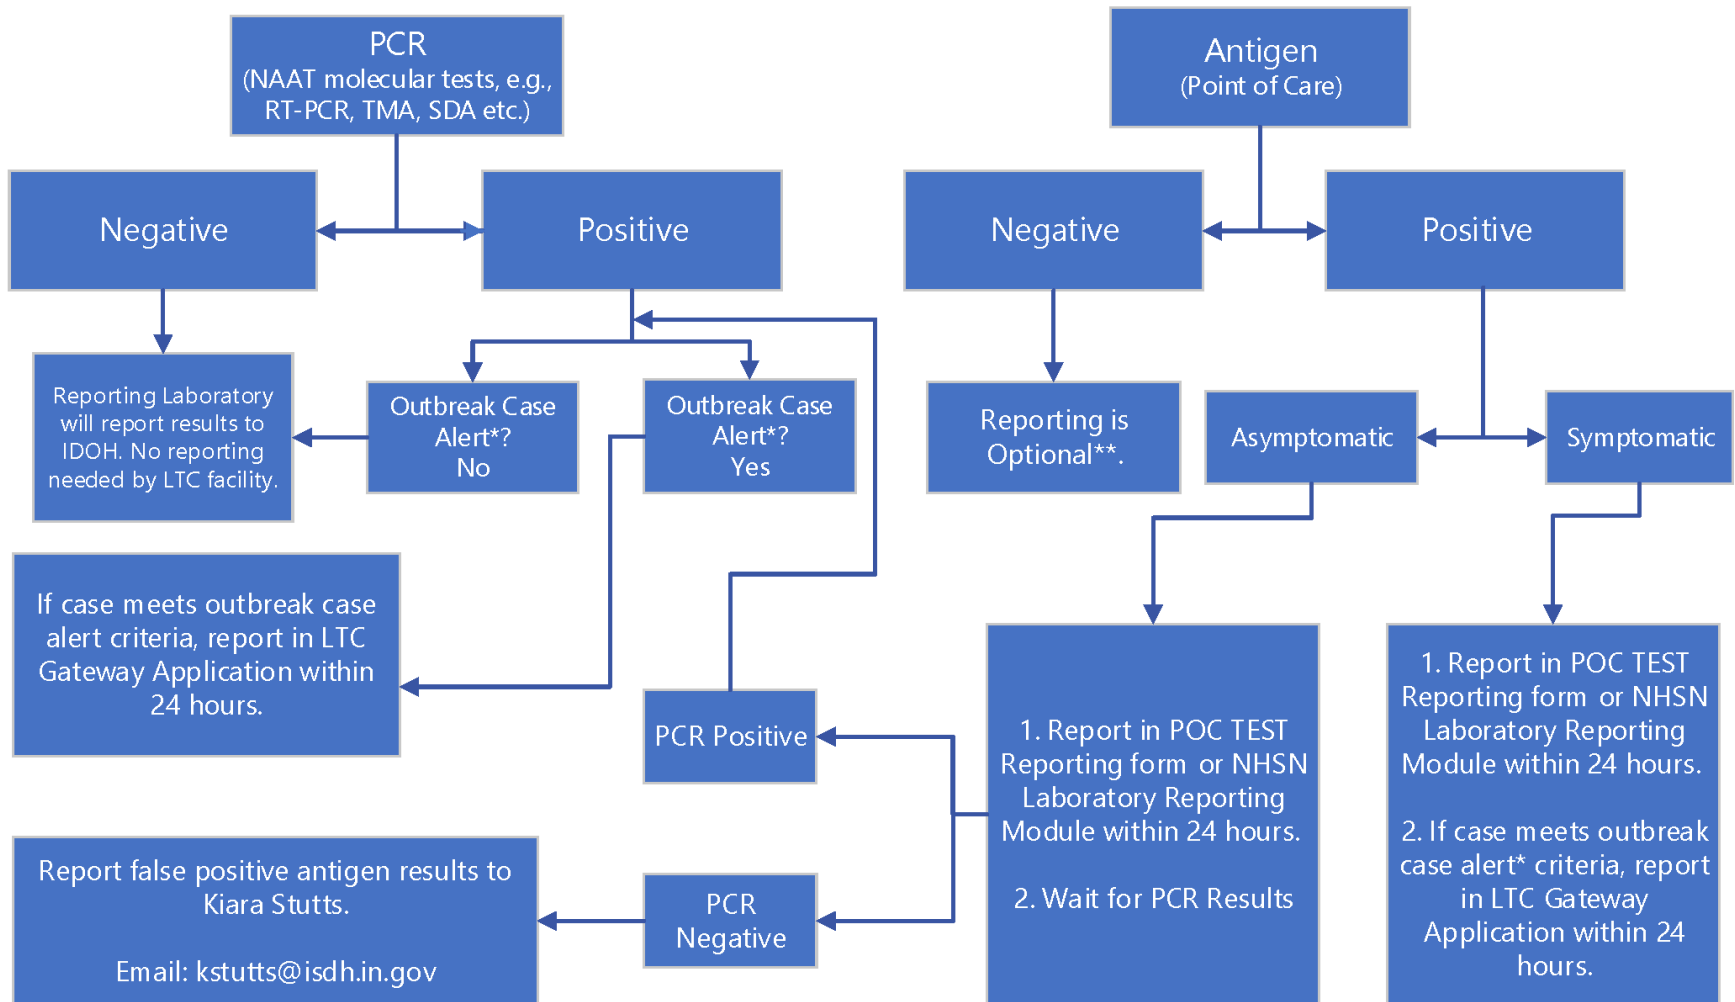 PCR
(NAAT molecular tests, e.g.,
RT-PCR, TMA, SDA etc.)
Antigen
(Point of Care)
Negative
Positive
Negative
Positive
Reporting Laboratory
will report results to
IDOH. No reporting
needed by LTC facility.
Outbreak Case
Alert*?
No
Outbreak Case
Alert*?
Yes
Reporting is
Optional**.
Asymptomatic
Symptomatic
If case meets outbreak case
alert criteria, report in LTC
Gateway Application within
24 hours.
PCR Positive
1. Report in POC TEST
Reporting form or NHSN
Laboratory Reporting
Module within 24 hours.
2. Wait for PCR Results
1. Report in POC TEST
Reporting form or NHSN
Laboratory Reporting
Module within 24 hours.
2. If case meets outbreak
case alert* criteria, report
in LTC Gateway
Application within 24
hours.
Report false positive antigen results to
Kiara Stutts.
Email: kstutts@isdh.in.gov
PCR
Negative